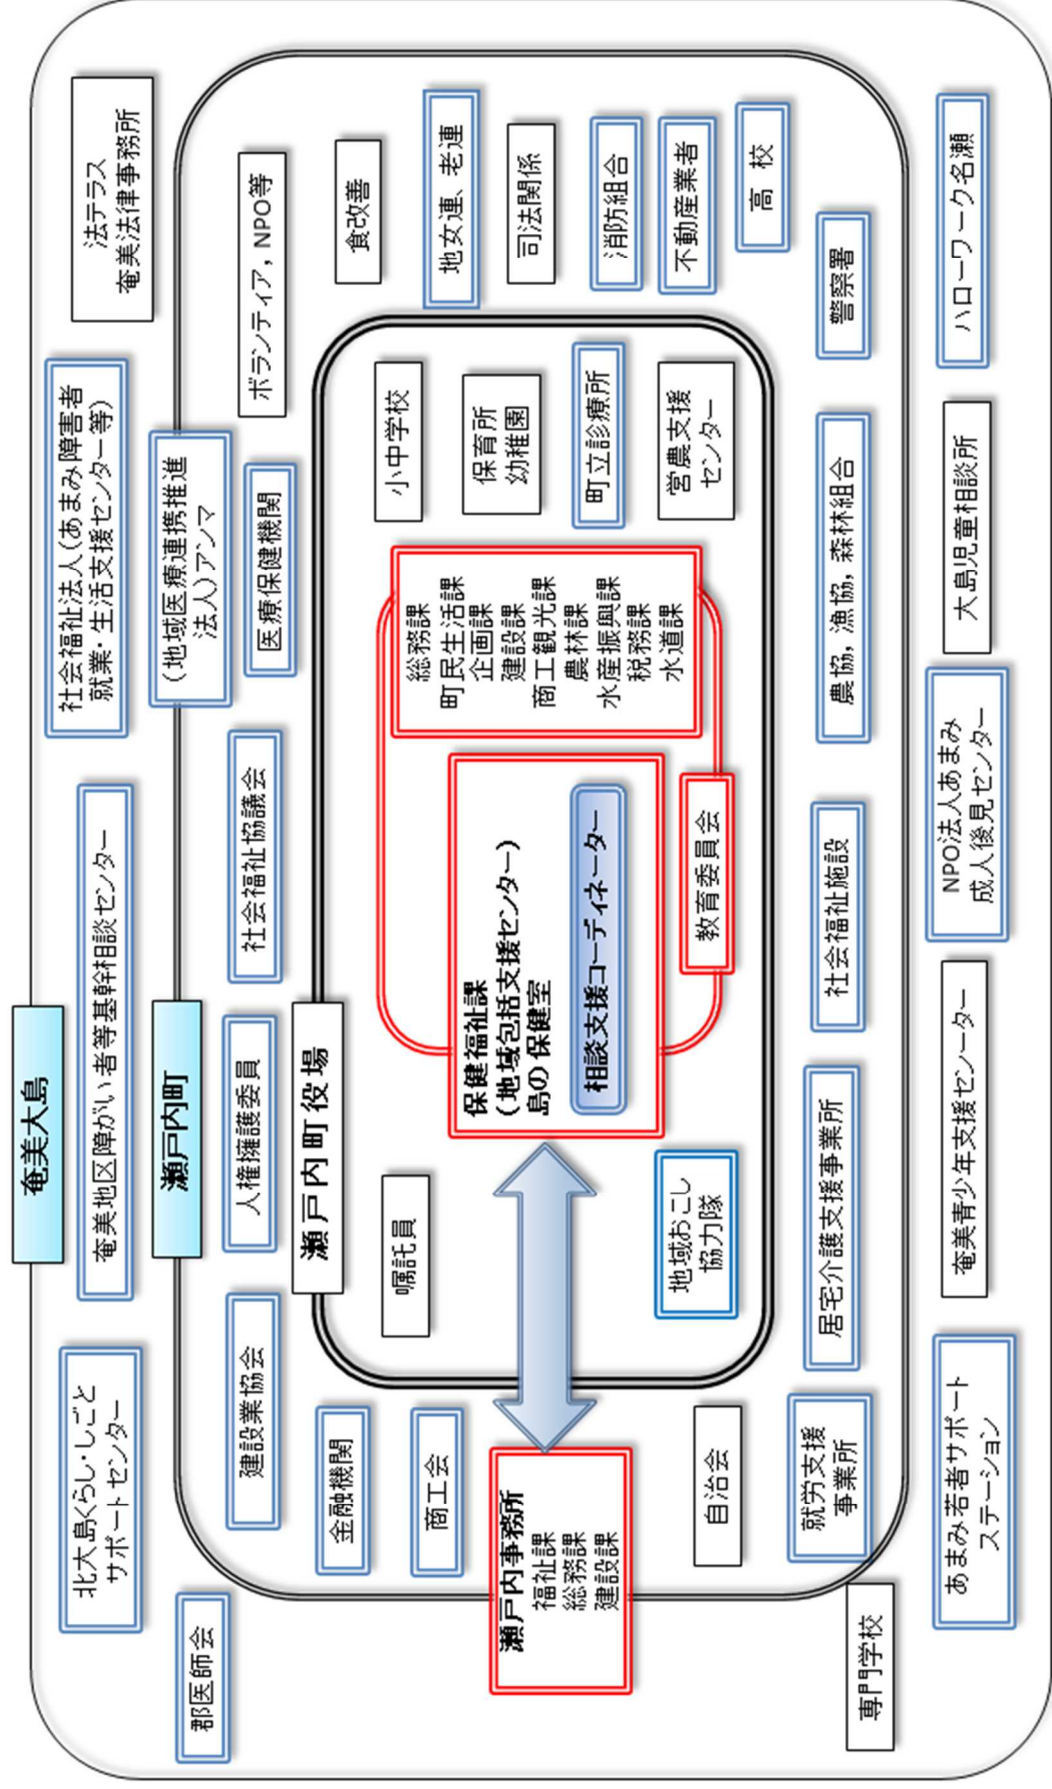 奄美大島
北大島くらし・しごと
サポートセンター
奄美地区障がい者等基幹相談センター
社会福祉法人(あまみ障害者
就業・生活支援センター等)
法テラス
奄美法律事務所
郡医師会
瀬戸内町
(地域医療連携推進
法人)アンマ
建設業協会
人権擁護委員
社会福祉協議会
医療保健機関
ボランティア，NPO等
瀬戸内町役場
金融機関
食改善
嘱託員
小中学校
商工会
地女連、老連
総務課
町民生活課
企画課
建設課
商工観光課
農林課
水産振興課
税務課
水道課
保健福祉課
(地域包括支援センター)
島の保健室
相談支援コーディネーター
保育所
幼稚園
司法関係
瀬戸内事務所
福祉課
総務課
建設課
町立診療所
消防組合
地域おこし
協力隊
教育委員会
営農支援
センター
自治会
不動産業者
高　校
就労支援
事業所
居宅介護支援事業所
社会福祉施設
農協，漁協，森林組合
警察署
専門学校
あまみ若者サポート
ステーション
奄美青少年支援センーター
NPO法人あまみ
成人後見センター
大島児童相談所
ハローワーク名瀬